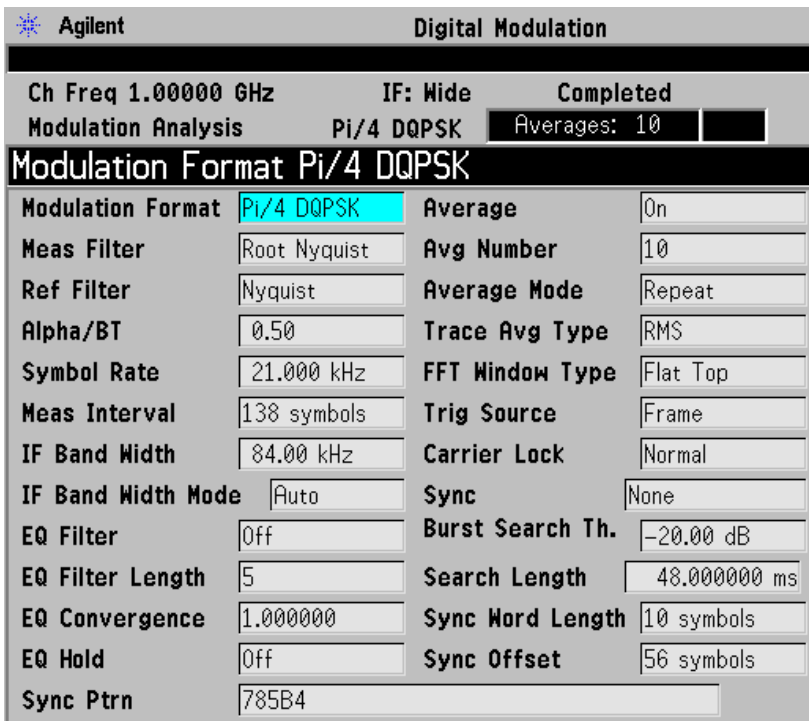 Agilent Digital Modulation
Ch Freq 1.00000 GHz IF: Wide Completed
Modulation Analysis Pi/4 DQPSK Averages: 10
Modulation Format Pi/4 DQPSK
Modulation Format Pi/4 DQPSK Average On
Meas Filter Root Nyquist Avg Number 10
Ref Filter Nyquist Average Mode Repeat
Alpha/BT 0.50 Trace Avg Type RMS
Symbol Rate 21.000 kHz FFT Window Type Flat Top
Meas Interval 138 symbols Trig Source Frame
IF Band Width 84.00 kHz Carrier Lock Normal
IF Band Width Mode Auto Sync None
EQ Filter Off Burst Search Th. -20.00 dB
EQ Filter Length 5 Search Length 48.000000 ms
EQ Convergence 1.000000 Sync Word Length 10 symbols
EQ Hold Off Sync Offset 56 symbols
Sync Ptrn 785B4